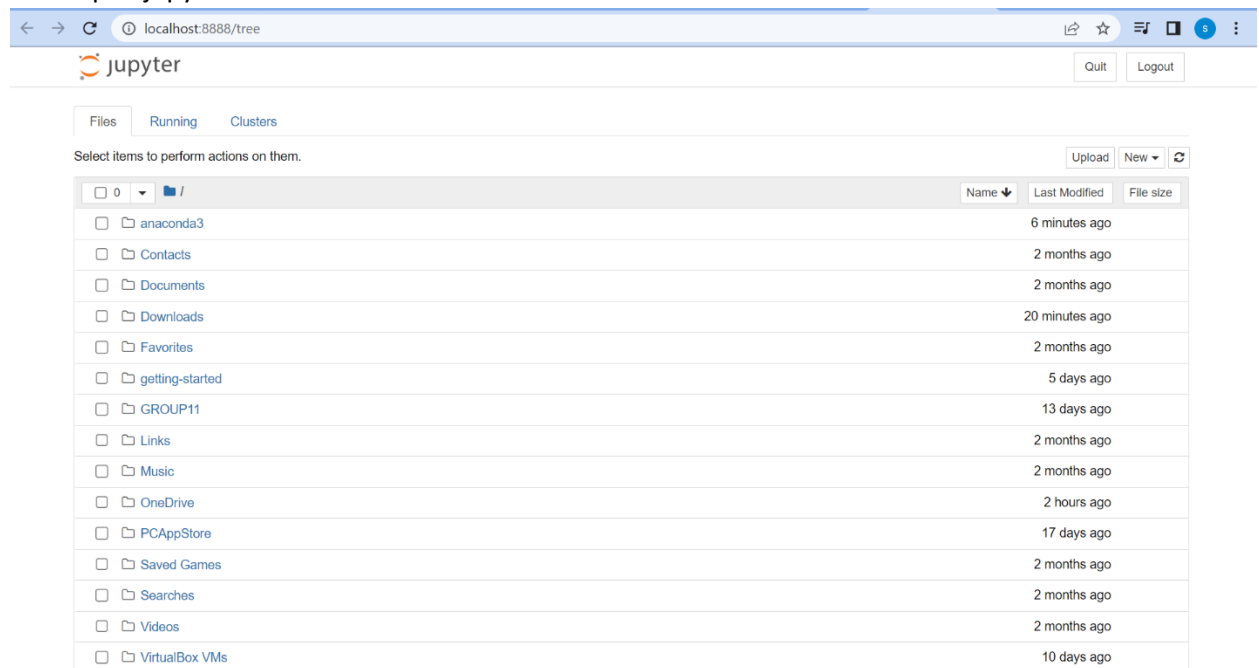 localhost:8888/tree
S
jupyter
Quit Logout
Files Running Clusters
Select items to perform actions on them.
Upload New
0 / Name Last Modified File size
anaconda3 6 minutes ago
Contacts 2 months ago
Documents 2 months ago
Downloads 20 minutes ago
Favorites 2 months ago
getting-started 5 days ago
GROUP11 13 days ago
Links 2 months ago
Music 2 months ago
OneDrive 2 hours ago
PCAppStore 17 days ago
Saved Games 2 months ago
Searches 2 months ago
Videos 2 months ago
VirtualBox VMs 10 days ago